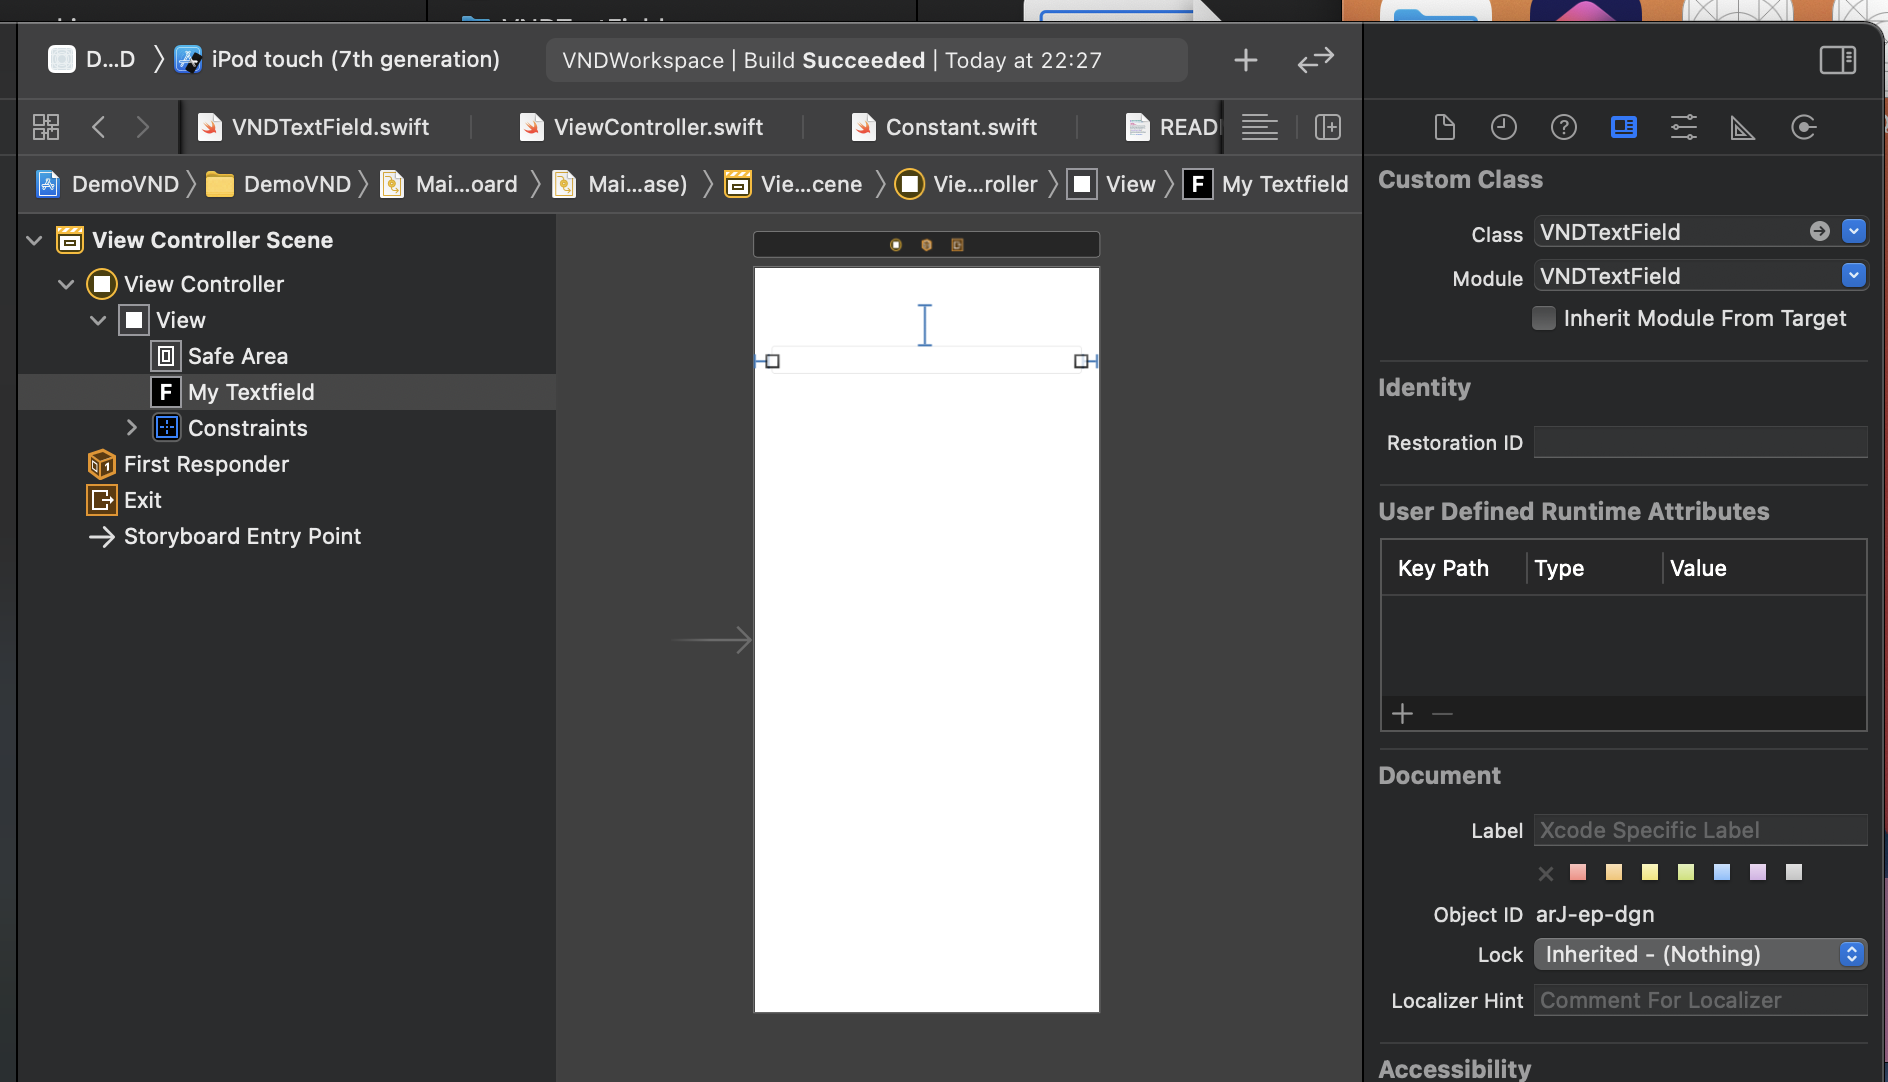 D...D
iPod touch (7th generation)
VNDWorkspace | Build Succeeded | Today at 22:27
VNDTextField.swift
ViewController.swift
Constant.swift
READ
DemoVND
DemoVND
Mai...oard
Mai...ase)
Vie...cene
Vie...roller
View
F My Textfield
View Controller Scene
View Controller
View
Safe Area
F My Textfield
Constraints
First Responder
Exit
Storyboard Entry Point
Custom Class
Class VNDTextField
Module VNDTextField
Inherit Module From Target
Identity
Restoration ID
User Defined Runtime Attributes
Key Path Type Value
Document
Label Xcode Specific Label
Object ID arJ-ep-dgn
Lock Inherited - (Nothing)
Localizer Hint Comment For Localizer
Accessibility